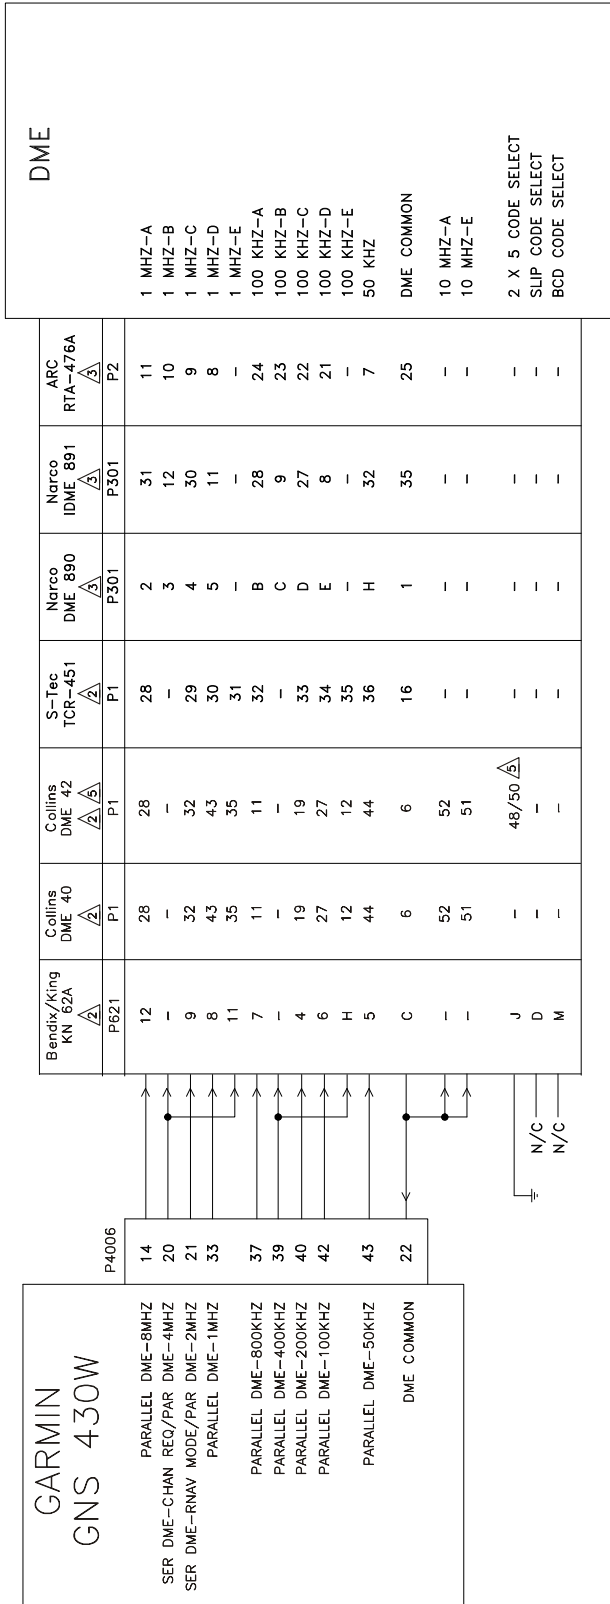 GARMIN
GNS 430W
P4006
PARALLEL DME-8MHZ 14
SER DME-CHAN REQ/PAR DME-4MHZ 20
SER DME-RNAV MODE/PAR DME-2MHZ 21
PARALLEL DME-1MHZ 33
PARALLEL DME-800KHZ 37
PARALLEL DME-400KHZ 39
PARALLEL DME-200KHZ 40
PARALLEL DME-100KHZ 42
PARALLEL DME-50KHZ 43
DME COMMON 22
N/C
N/C
Bendix/King
KN 62A
2
P621
12
-
9
8
11
7
-
4
6
H
5
C
-
-
J
D
M
Collins
DME 40
2
P1
28
-
32
43
35
11
-
19
27
12
44
6
52
51
-
-
-
Collins
DME 42
2 5
P1
28
-
32
43
35
11
-
19
27
12
44
6
52
51
48/50 5
-
-
S-Tec
TCR-451
2
P1
28
-
29
30
31
32
-
33
34
35
36
16
-
-
-
-
-
Narco
DME 890
3
P301
2
3
4
5
-
B
C
D
E
-
H
1
-
-
-
-
-
Narco
IDME 891
3
P301
31
12
30
11
-
28
9
27
8
-
32
35
-
-
-
-
-
ARC
RTA-476A
3
P2
11
10
9
8
-
24
23
22
21
-
7
25
-
-
-
-
-
DME
1 MHZ-A
1 MHZ-B
1 MHZ-C
1 MHZ-D
1 MHZ-E
100 KHZ-A
100 KHZ-B
100 KHZ-C
100 KHZ-D
100 KHZ-E
50 KHZ
DME COMMON
10 MHZ-A
10 MHZ-E
2 X 5 CODE SELECT
SLIP CODE SELECT
BCD CODE SELECT